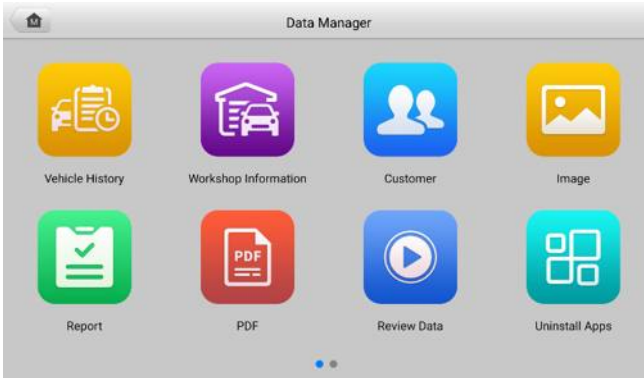 M
Data Manager
Vehicle History
Workshop Information
Customer
Image
PDF
Report
PDF
Review Data
Uninstall Apps